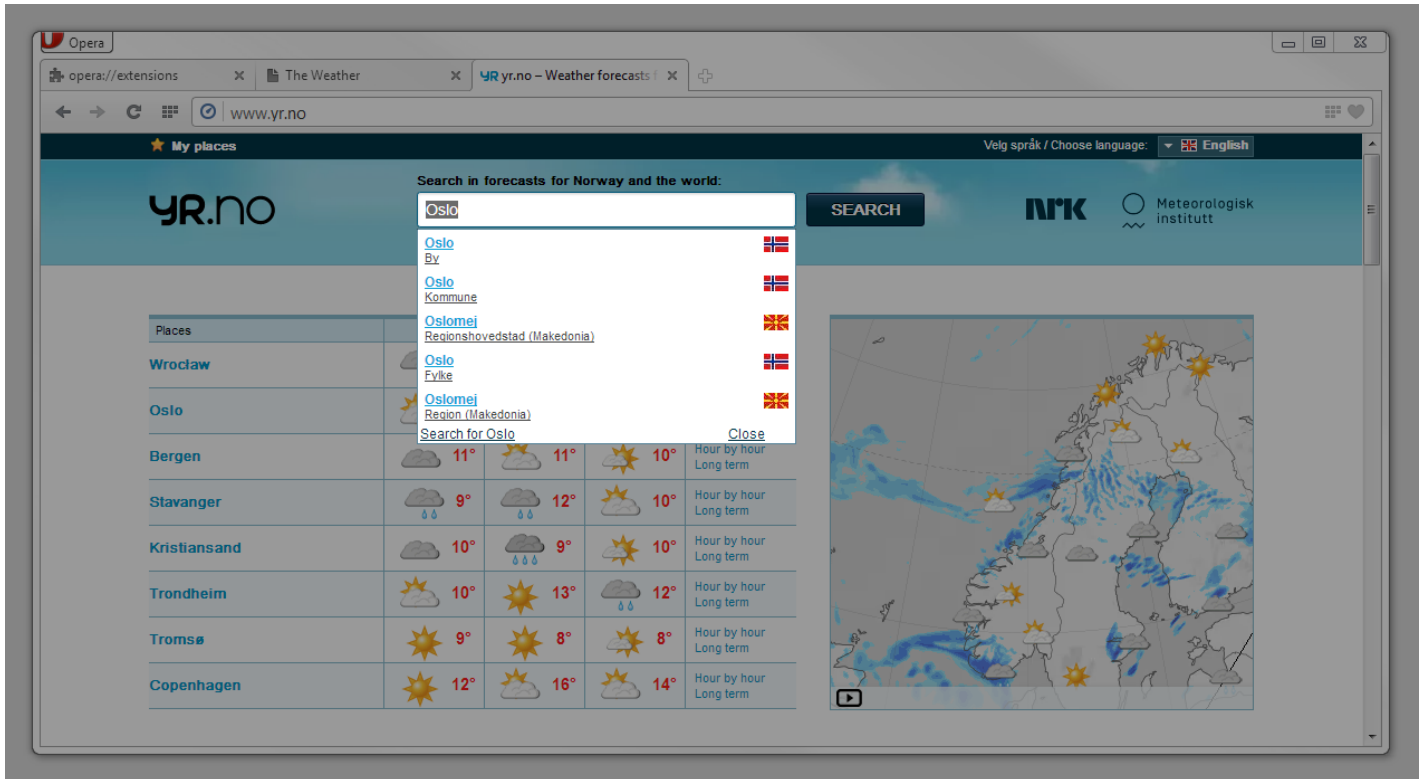 Opera
opera://extensions
The Weather
yr.no – Weather forecasts f
www.yr.no
My places
Velg språk / Choose language:
English
Search in forecasts for Norway and the world:
YR.no
Oslo
SEARCH
NRK
Meteorologisk
institutt
Oslo
By
Oslo
Kommune
Oslomej
Regionshovedstad (Makedonia)
Oslo
Fylke
Oslomej
Region (Makedonia)
Search for Oslo
Close
Places
Wrocław
Oslo
Bergen 11° 11° 10° Hour by hour
Long term
Stavanger 9° 12° 10° Hour by hour
Long term
Kristiansand 10° 9° 10° Hour by hour
Long term
Trondheim 10° 13° 12° Hour by hour
Long term
Tromsø 9° 8° 8° Hour by hour
Long term
Copenhagen 12° 16° 14° Hour by hour
Long term